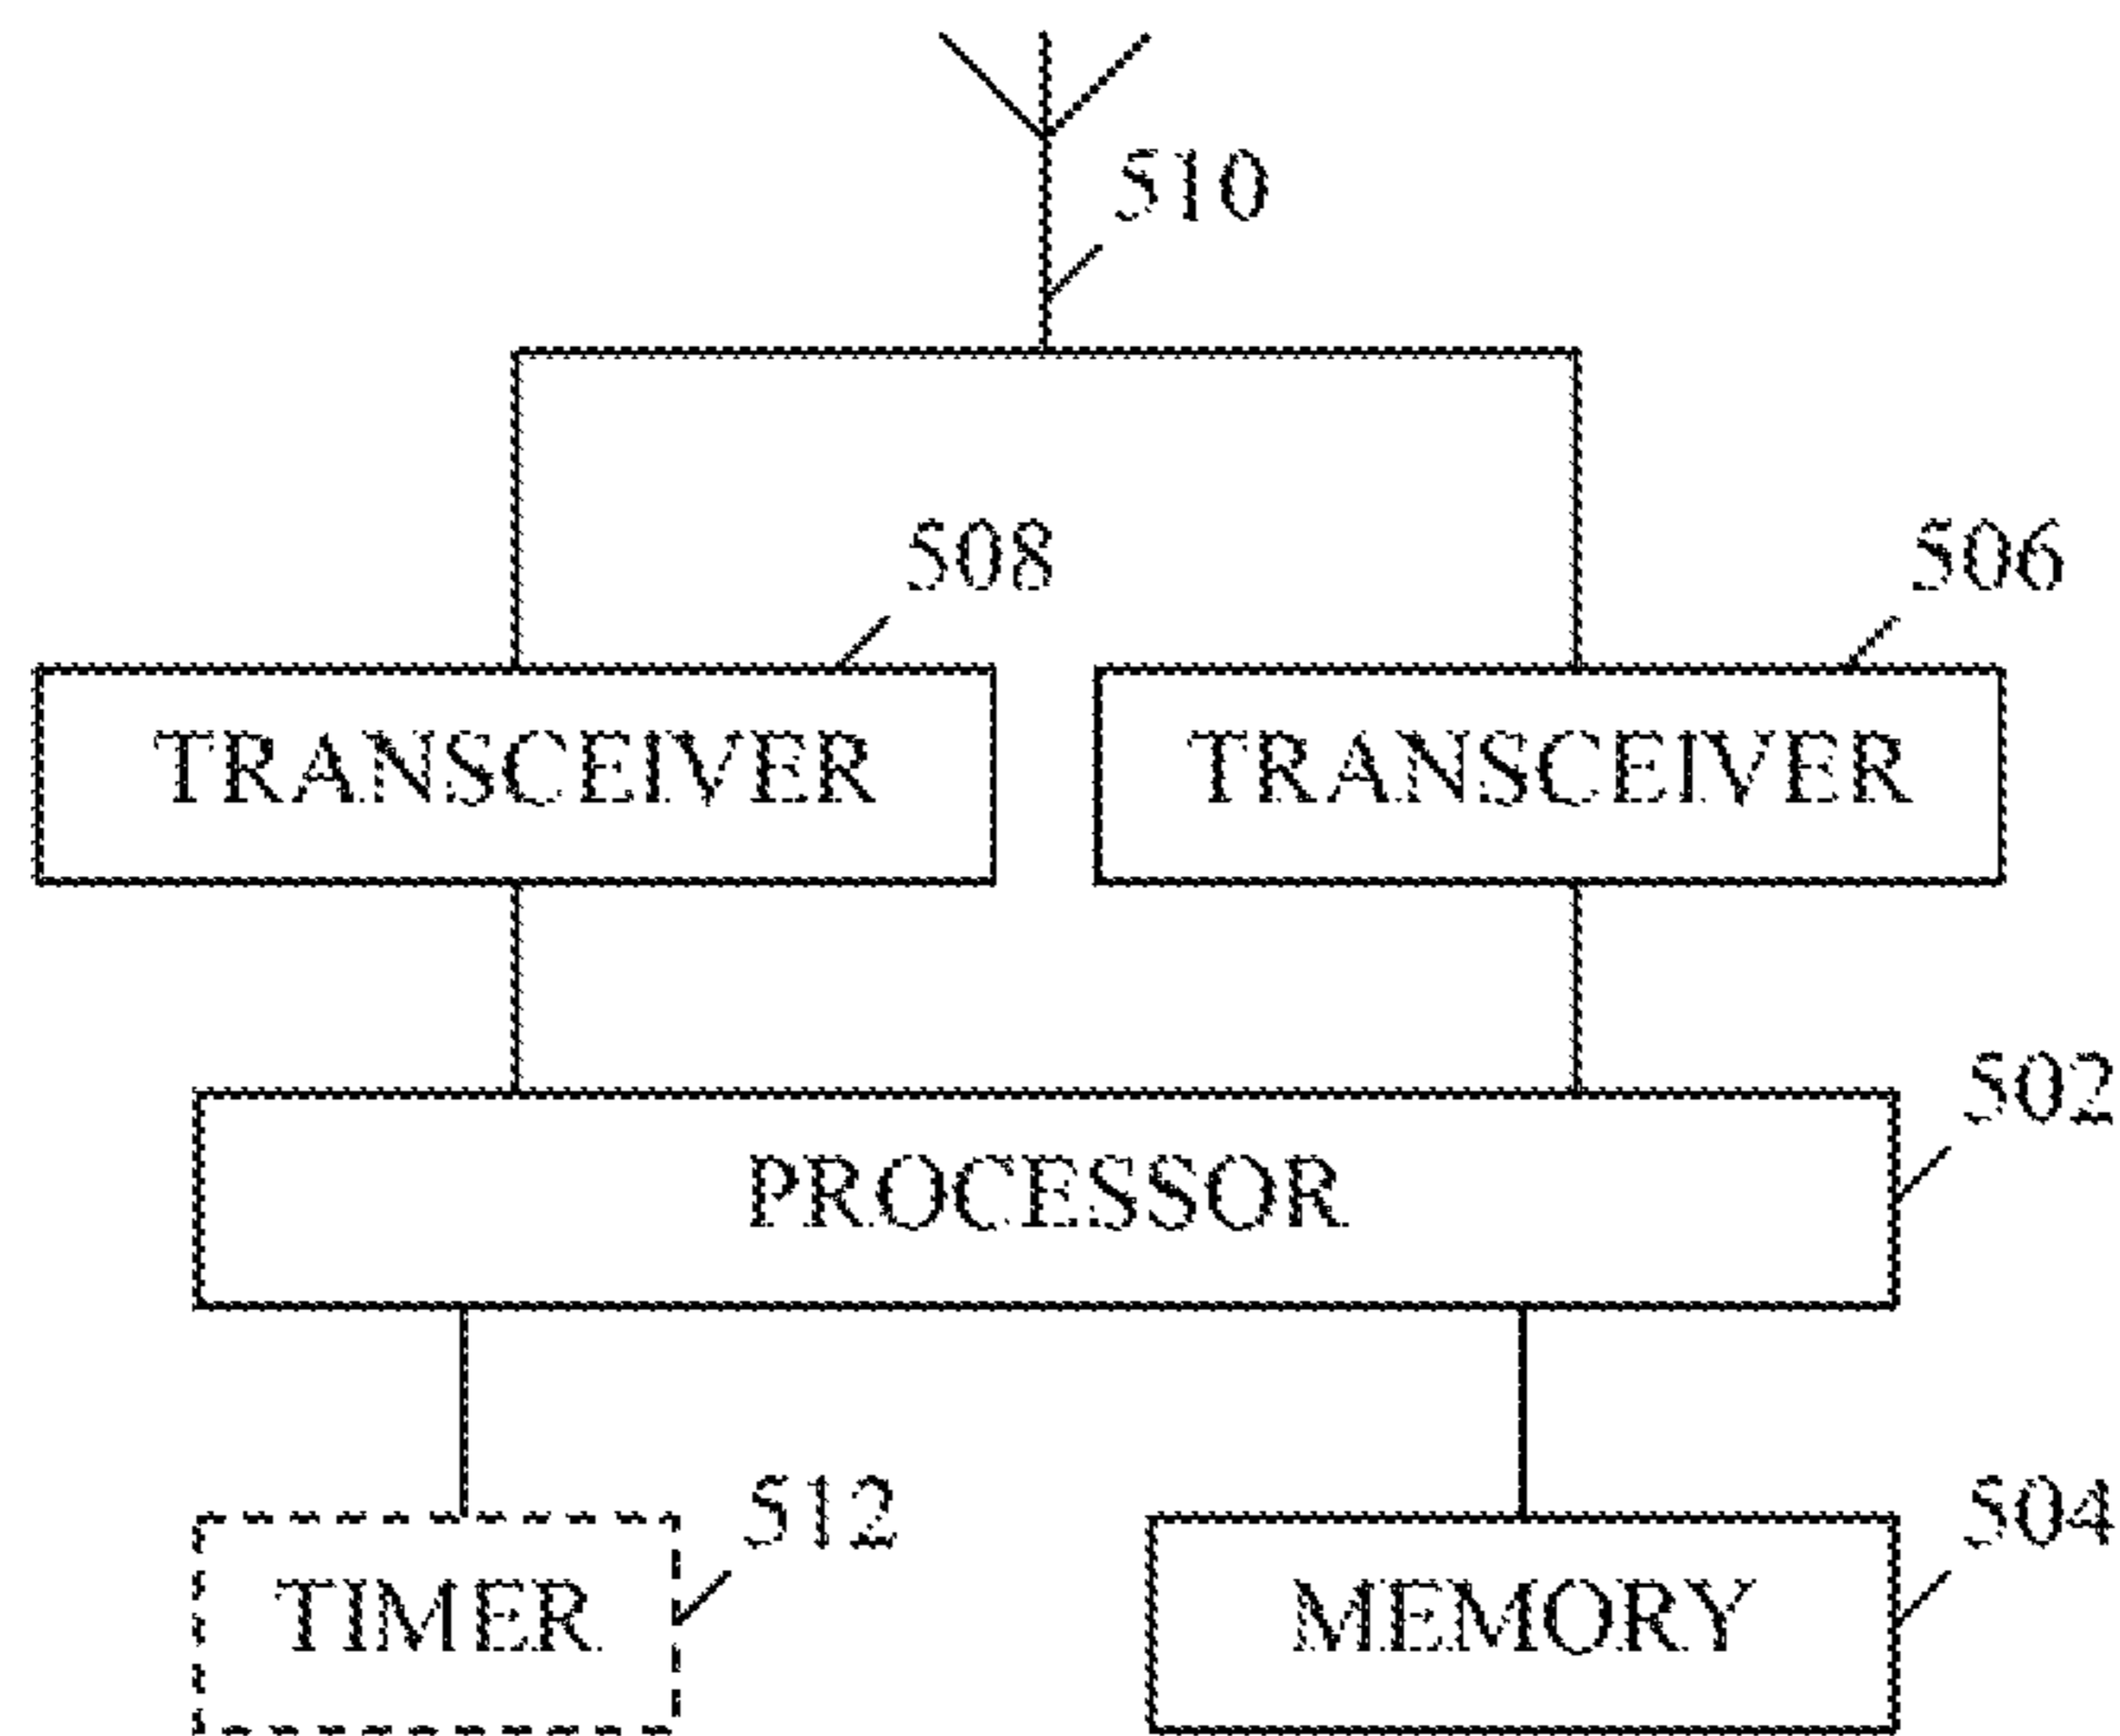 510
508
506
TRANSCEIVER
TRANSCEIVER
502
PROCESSOR
512
504
TIMER
MEMORY